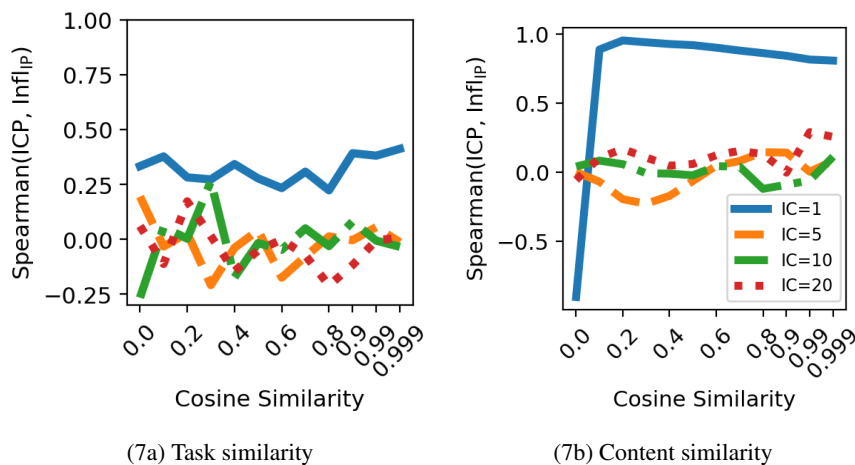 1.00
0.75
0.50
0.25
0.00
−0.25
Spearman(ICP, Infl_IP)
0.0
0.2
0.4
0.6
0.8
0.9
0.99
0.999
Cosine Similarity
(7a) Task similarity
1.0
0.5
0.0
−0.5
Spearman(ICP, Infl_IP)
IC=1
IC=5
IC=10
IC=20
0.0
0.2
0.4
0.6
0.8
0.9
0.99
0.999
Cosine Similarity
(7b) Content similarity